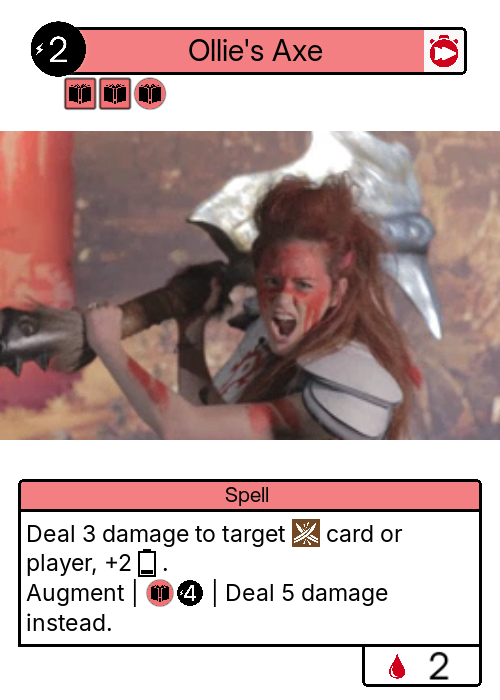 2
Ollie's Axe
Spell
Deal 3 damage to target card or
player, +2 .
Augment | 4 | Deal 5 damage
instead.
2